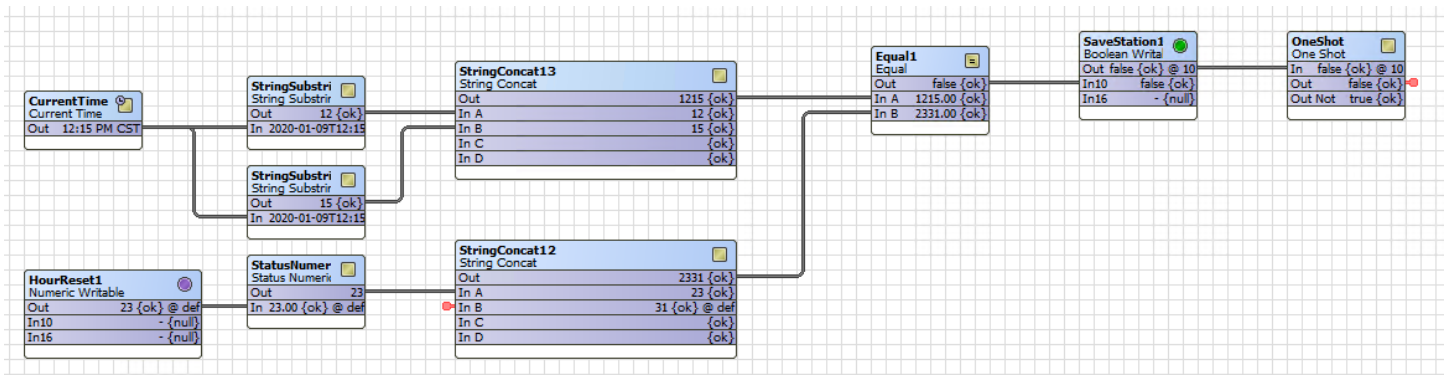 CurrentTime
Current Time
Out 12:15 PM CST
StringSubstri
String Substrir
Out 12 {ok}
In 2020-01-09T12:15
StringSubstri
String Substrir
Out 15 {ok}
In 2020-01-09T12:15
HourReset1
Numeric Writable
Out 23 {ok} @ def
In10 - {null}
In16 - {null}
StatusNumer
Status Numeric
Out 23
In 23.00 {ok} @ def
StringConcat13
String Concat
Out 1215 {ok}
In A 12 {ok}
In B 15 {ok}
In C {ok}
In D {ok}
StringConcat12
String Concat
Out 2331 {ok}
In A 23 {ok}
In B 31 {ok} @ def
In C {ok}
In D {ok}
Equal1
Equal
Out false {ok}
In A 1215.00 {ok}
In B 2331.00 {ok}
SaveStation1
Boolean Writal
Out false {ok} @ 10
In10 false {ok}
In16 - {null}
OneShot
One Shot
In false {ok} @ 10
Out false {ok}
Out Not true {ok}